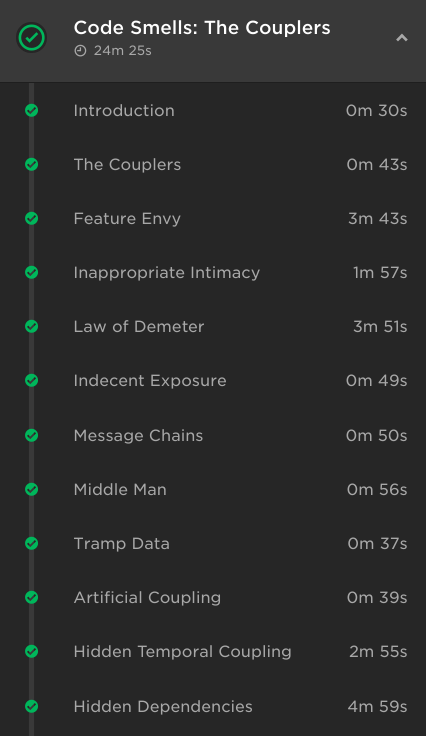 Code Smells: The Couplers
24m 25s
Introduction 0m 30s
The Couplers 0m 43s
Feature Envy 3m 43s
Inappropriate Intimacy 1m 57s
Law of Demeter 3m 51s
Indecent Exposure 0m 49s
Message Chains 0m 50s
Middle Man 0m 56s
Tramp Data 0m 37s
Artificial Coupling 0m 39s
Hidden Temporal Coupling 2m 55s
Hidden Dependencies 4m 59s